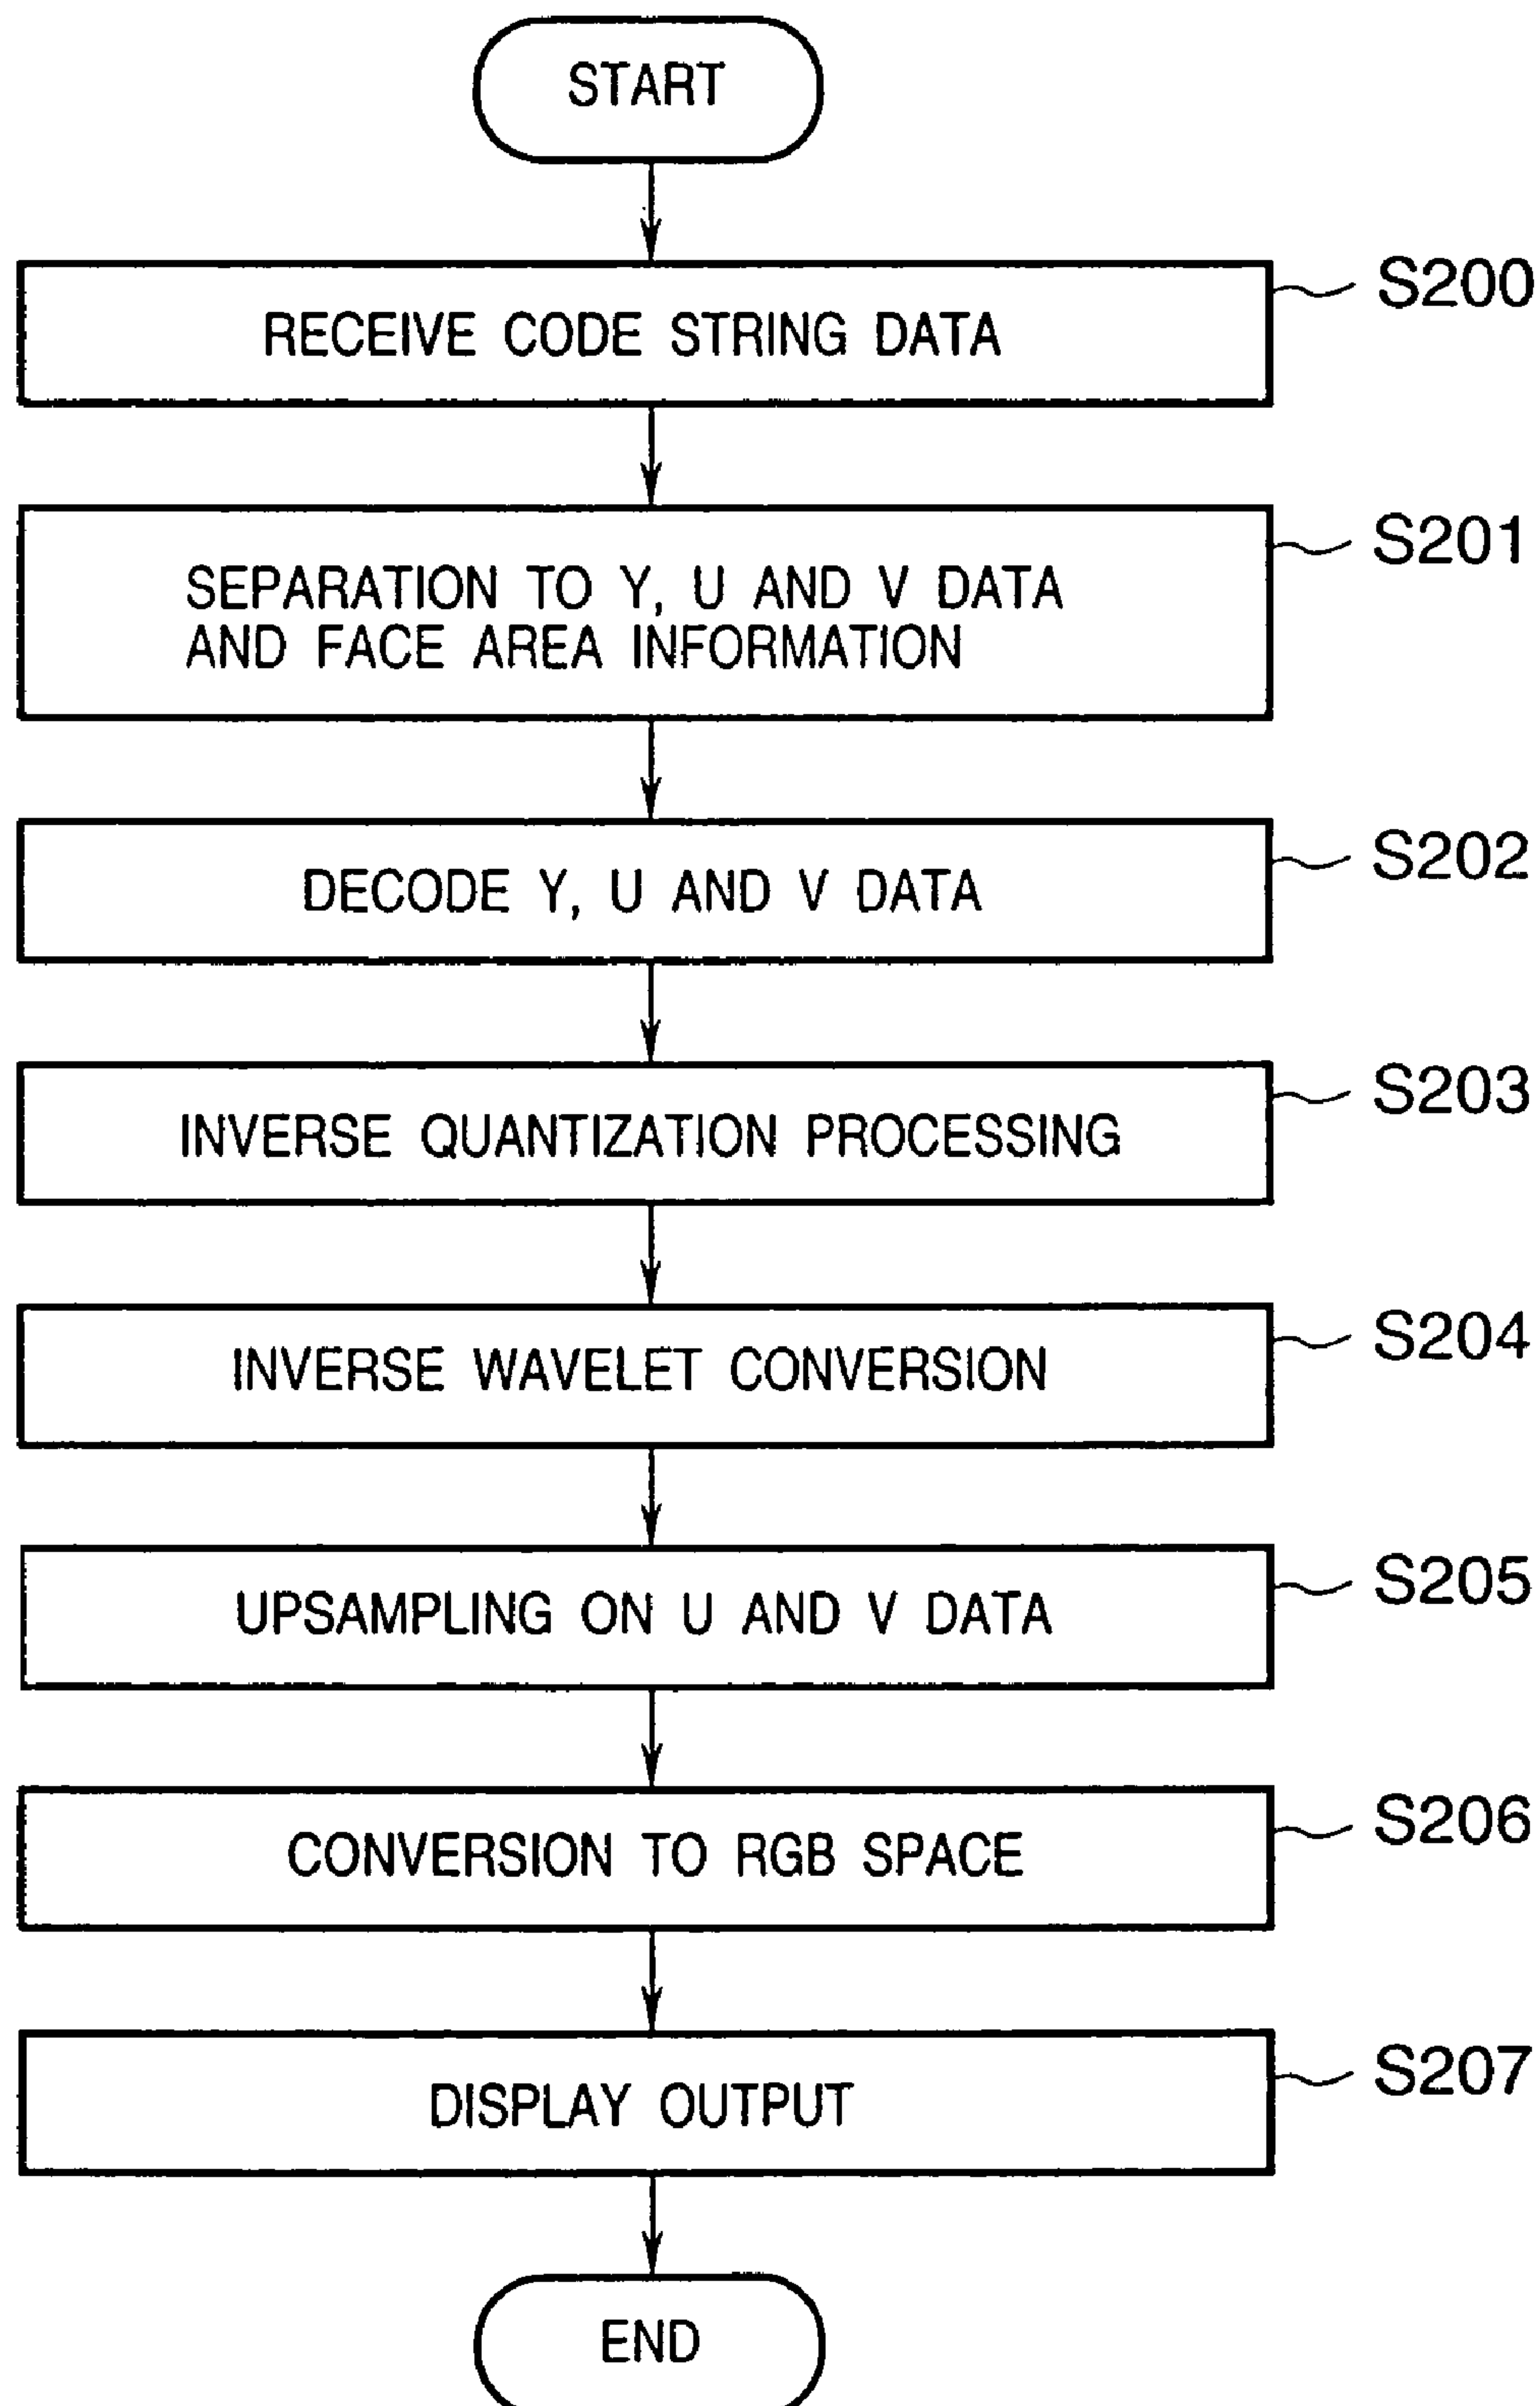 START
RECEIVE CODE STRING DATA
S200
SEPARATION TO Y, U AND V DATA
AND FACE AREA INFORMATION
S201
DECODE Y, U AND V DATA
S202
INVERSE QUANTIZATION PROCESSING
S203
INVERSE WAVELET CONVERSION
S204
UPSAMPLING ON U AND V DATA
S205
CONVERSION TO RGB SPACE
S206
DISPLAY OUTPUT
S207
END